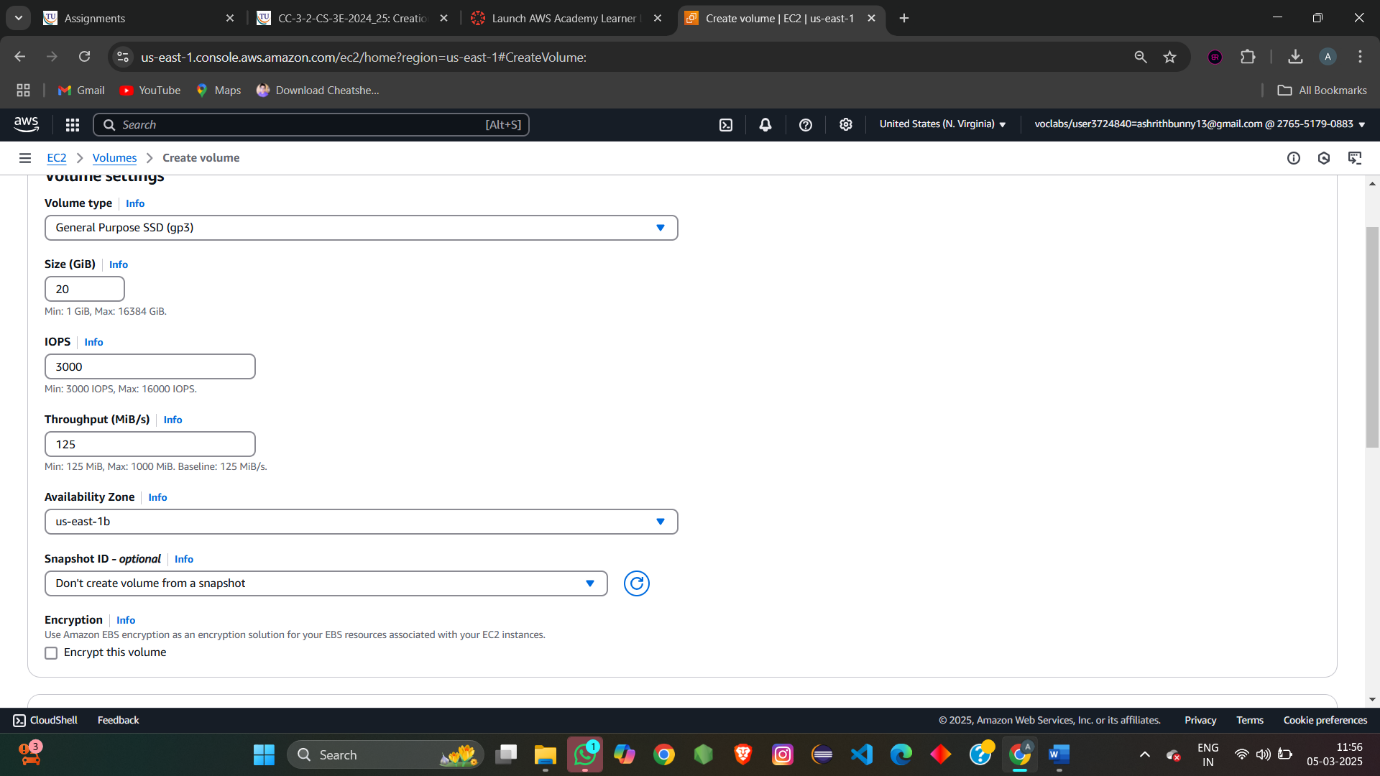 Assignments
CC-3-2-CS-3E-2024_25: Creatio
Launch AWS Academy Learner
Create volume | EC2 | us-east-1
us-east-1.console.aws.amazon.com/ec2/home?region=us-east-1#CreateVolume:
A
Gmail
YouTube
Maps
Download Cheatshe...
All Bookmarks
aws
Search
[Alt+S]
United States (N. Virginia)
voclabs/user3724840=ashrithbunny13@gmail.com @ 2765-5179-0883
EC2
Volumes
Create volume
Volume settings
Volume type
Info
General Purpose SSD (gp3)
Size (GiB)
Info
20
Min: 1 GiB, Max: 16384 GiB.
IOPS
Info
3000
Min: 3000 IOPS, Max: 16000 IOPS.
Throughput (MiB/s)
Info
125
Min: 125 MiB, Max: 1000 MiB. Baseline: 125 MiB/s.
Availability Zone
Info
us-east-1b
Snapshot ID - optional
Info
Don't create volume from a snapshot
Encryption
Info
Use Amazon EBS encryption as an encryption solution for your EBS resources associated with your EC2 instances.
Encrypt this volume
CloudShell
Feedback
© 2025, Amazon Web Services, Inc. or its affiliates.
Privacy
Terms
Cookie preferences
3
Search
1
ENG
IN
11:56
05-03-2025